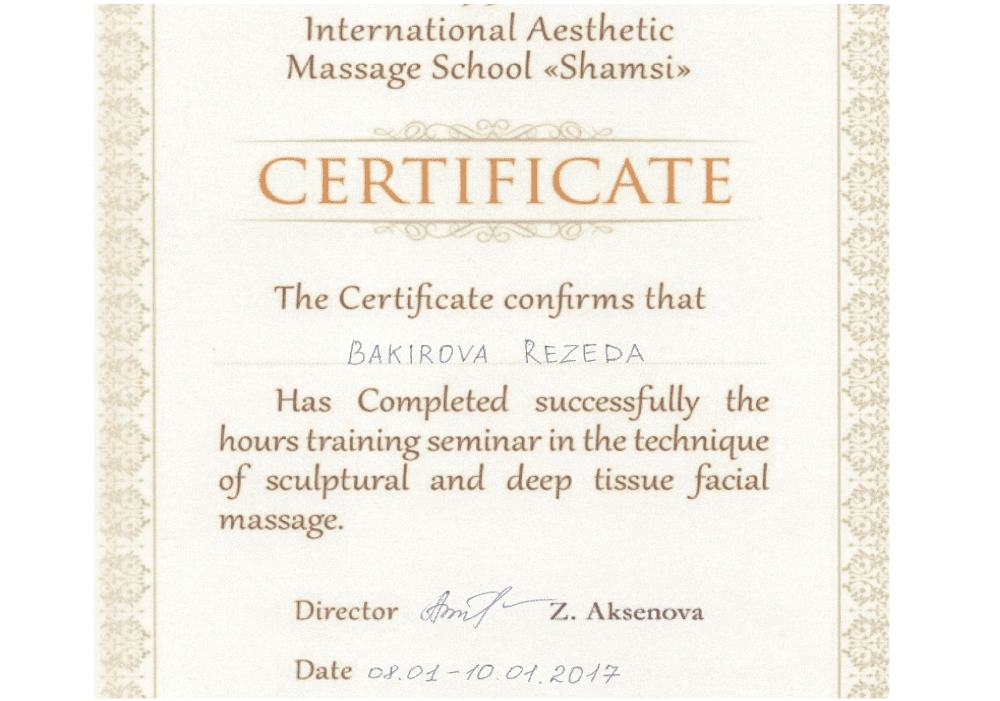 International Aesthetic
Massage School «Shamsi»
CERTIFICATE
The Certificate confirms that
BAKIROVA REZEDA
Has Completed successfully the
hours training seminar in the technique
of sculptural and deep tissue facial
massage.
Director Z. Aksenova
Date 08.01-10.01.2017